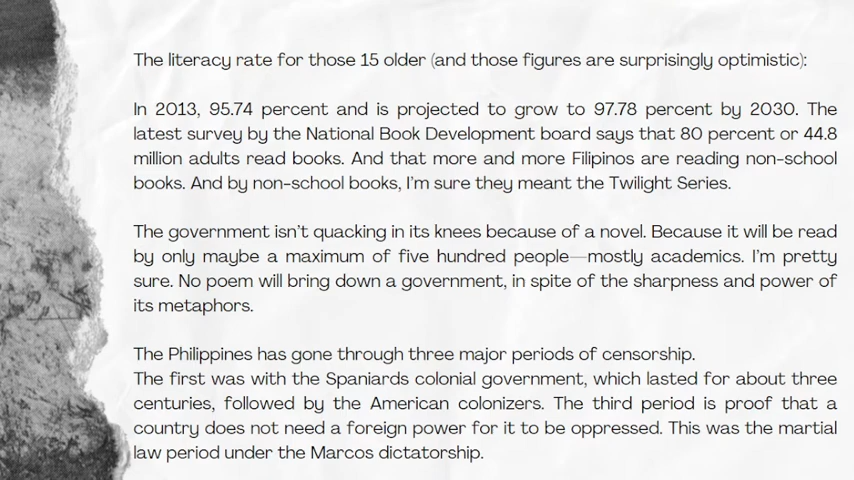 The literacy rate for those 15 older (and those figures are surprisingly optimistic):
In 2013, 95.74 percent and is projected to grow to 97.78 percent by 2030. The
latest survey by the National Book Development board says that 80 percent or 44.8
million adults read books. And that more and more Filipinos are reading non-school
books. And by non-school books, I'm sure they meant the Twilight Series.
The government isn't quacking in its knees because of a novel. Because it will be read
by only maybe a maximum of five hundred people—mostly academics. I'm pretty
sure. No poem will bring down a government, in spite of the sharpness and power of
its metaphors.
The Philippines has gone through three major periods of censorship.
The first was with the Spaniards colonial government, which lasted for about three
centuries, followed by the American colonizers. The third period is proof that a
country does not need a foreign power for it to be oppressed. This was the martial
law period under the Marcos dictatorship.